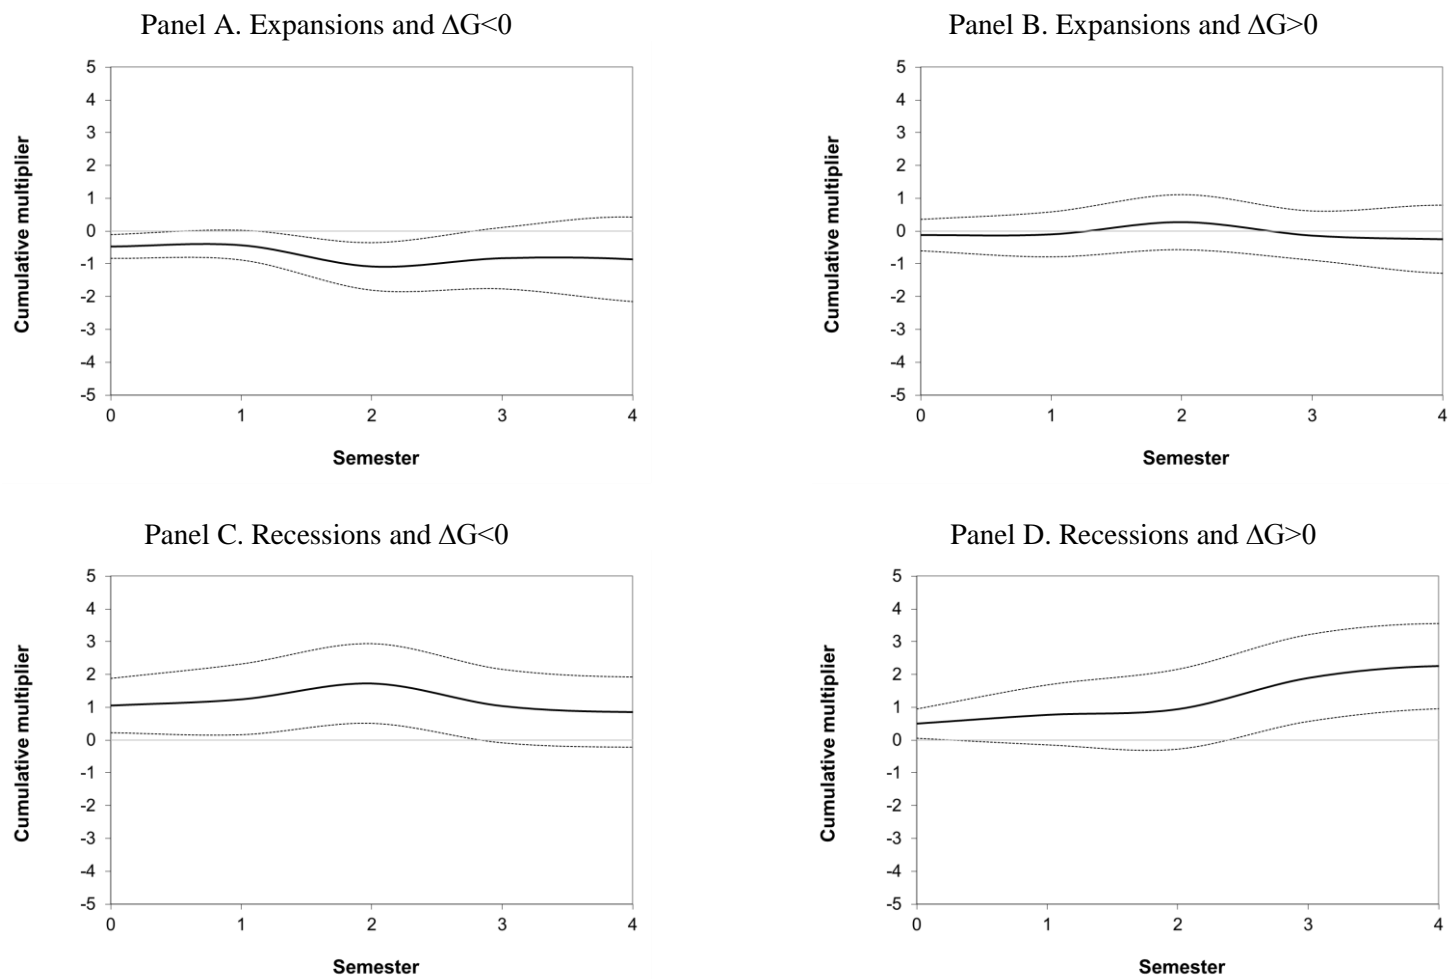 Panel A. Expansions and ΔG<0
Cumulative multiplier
5
4
3
2
1
0
-1
-2
-3
-4
-5
0 1 2 3 4
Semester
Panel B. Expansions and ΔG>0
Cumulative multiplier
5
4
3
2
1
0
-1
-2
-3
-4
-5
0 1 2 3 4
Semester
Panel C. Recessions and ΔG<0
Cumulative multiplier
5
4
3
2
1
0
-1
-2
-3
-4
-5
0 1 2 3 4
Semester
Panel D. Recessions and ΔG>0
Cumulative multiplier
5
4
3
2
1
0
-1
-2
-3
-4
-5
0 1 2 3 4
Semester